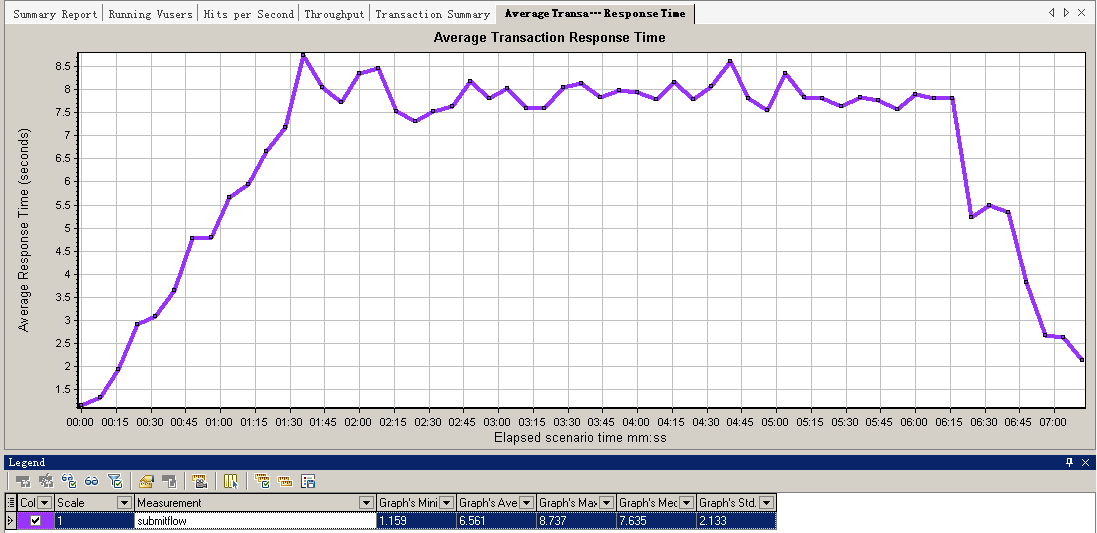 Summary Report Running Vusers Hits per Second Throughput Transaction Summary Average Transa··· Response Time
Average Transaction Response Time
Average Response Time (seconds)
8.5
8
7.5
7
6.5
6
5.5
5
4.5
4
3.5
3
2.5
2
1.5
00:00 00:15 00:30 00:45 01:00 01:15 01:30 01:45 02:00 02:15 02:30 02:45 03:00 03:15 03:30 03:45 04:00 04:15 04:30 04:45 05:00 05:15 05:30 05:45 06:00 06:15 06:30 06:45 07:00
Elapsed scenario time mm:ss
Legend
Col Scale Measurement Graph's Mini Graph's Ave Graph's Max Graph's Med Graph's Std.
1 submitflow 1.159 6.561 8.737 7.635 2.133